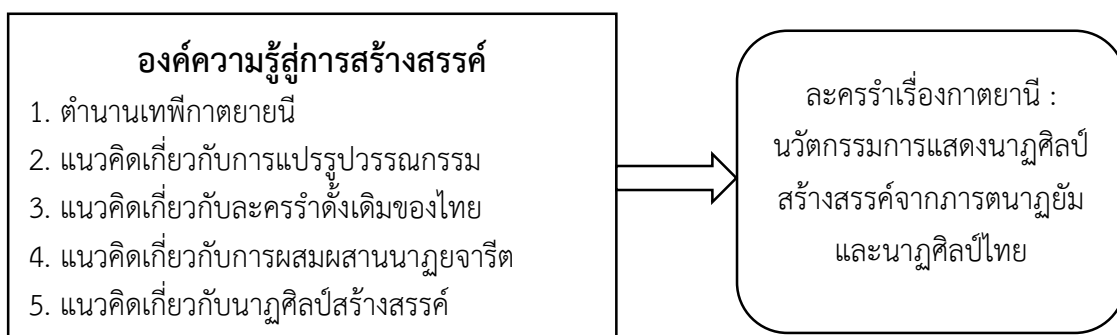 องค์ความรู้สู่การสร้างสรรค์
1. ตำนานเทพีกาตยายนี
2. แนวคิดเกี่ยวกับการแปรรูปวรรณกรรม
3. แนวคิดเกี่ยวกับละครรำดั้งเดิมของไทย
4. แนวคิดเกี่ยวกับการผสมผสานนาฏยจารีต
5. แนวคิดเกี่ยวกับนาฏศิลป์สร้างสรรค์
ละครรำเรื่องกาตยานี :
นวัตกรรมการแสดงนาฏศิลป์
สร้างสรรค์จากภารตนาฏยัม
และนาฏศิลป์ไทย